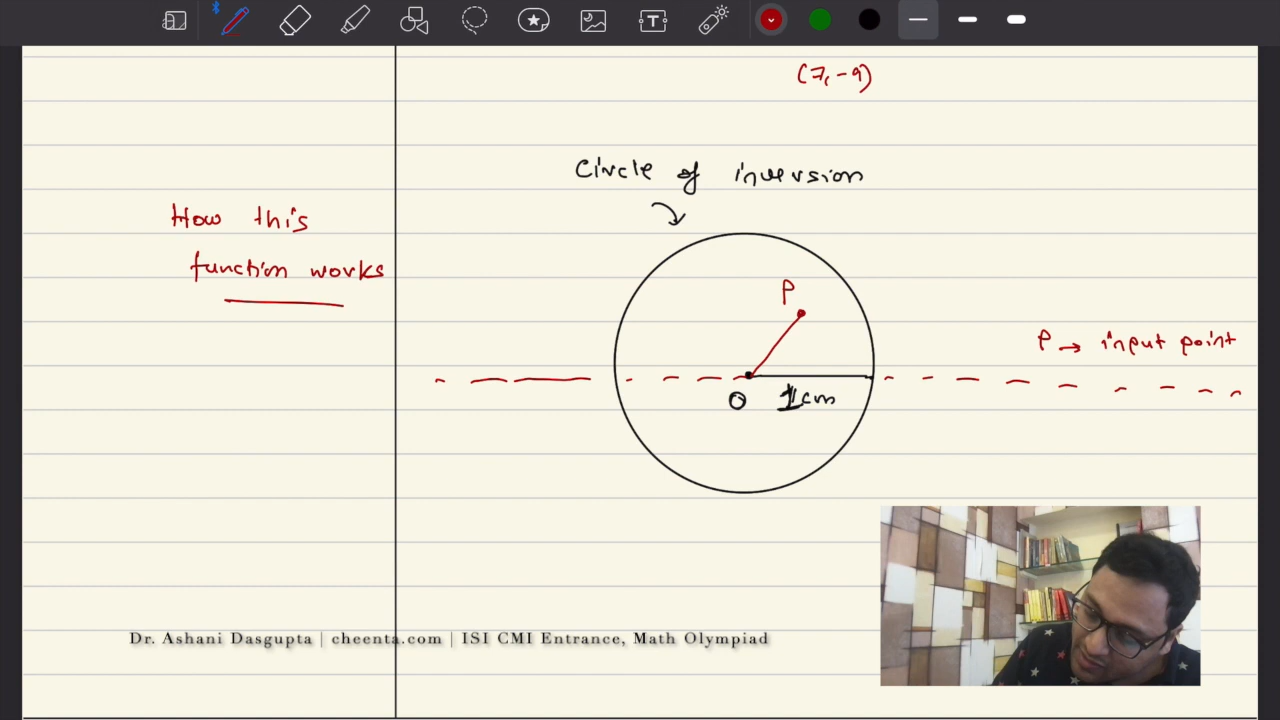 (7, -9)
Circle of inversion
How this
function works
P
P → input point
O 1cm
Dr. Ashani Dasgupta | cheenta.com | ISI CMI Entrance, Math Olympiad